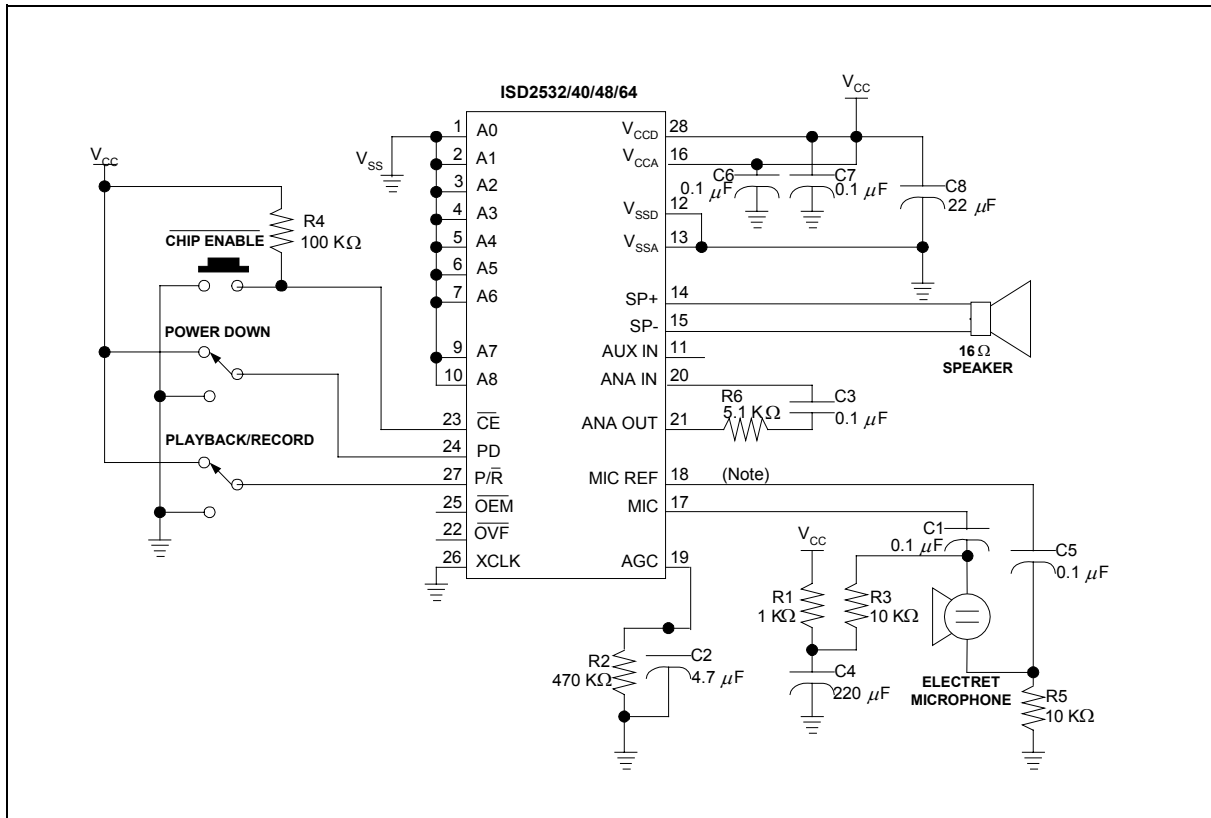 ISD2532/40/48/64
V_CC
V_SS
V_CC
R4
100 KΩ
CHIP ENABLE
POWER DOWN
PLAYBACK/RECORD
1 A0
2 A1
3 A2
4 A3
5 A4
6 A5
7 A6
9 A7
10 A8
23 CE
24 PD
27 P/R
25 OEM
22 OVF
26 XCLK
V_CCD 28
V_CCA 16
V_SSD 12
V_SSA 13
SP+ 14
SP- 15
AUX IN 11
ANA IN 20
ANA OUT 21
MIC REF 18 (Note)
MIC 17
AGC 19
C6
0.1 μF
C7
0.1 μF
C8
22 μF
16Ω
SPEAKER
R6
5.1 KΩ
C3
0.1 μF
C1
0.1 μF
C5
0.1 μF
V_CC
R1
1 KΩ
R3
10 KΩ
R2
470 KΩ
C2
4.7 μF
C4
220 μF
ELECTRET
MICROPHONE
R5
10 KΩ